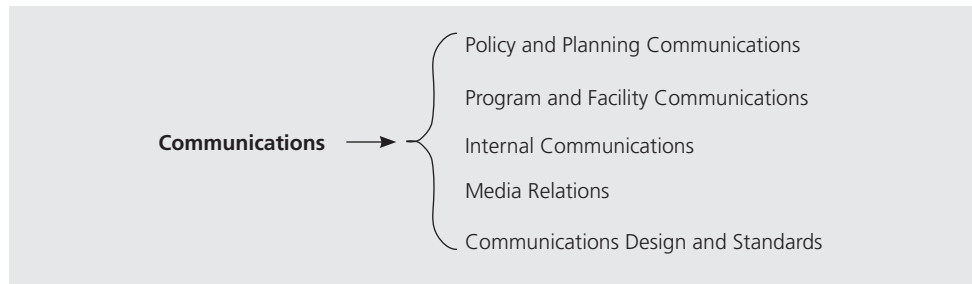 Communications
Policy and Planning Communications
Program and Facility Communications
Internal Communications
Media Relations
Communications Design and Standards